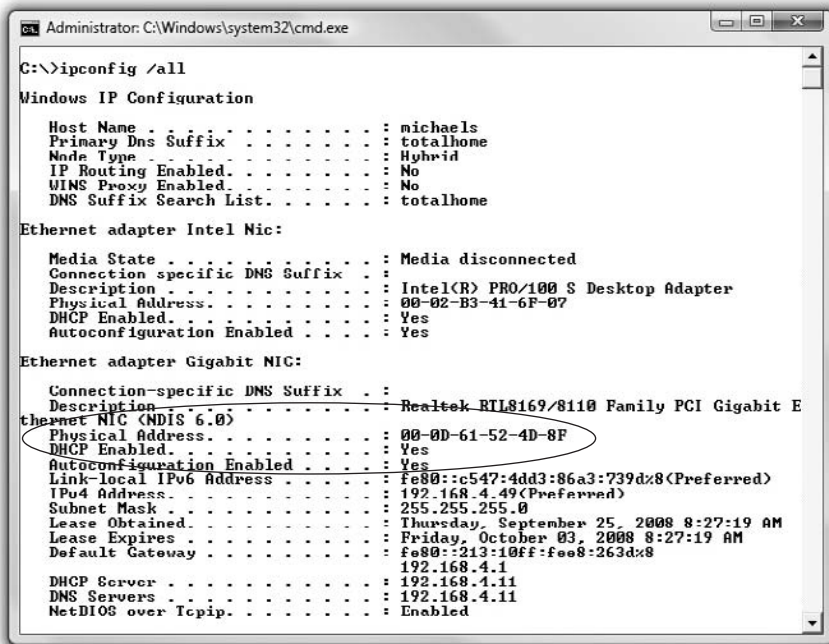 Administrator: C:\Windows\system32\cmd.exe
C:\>ipconfig /all
Windows IP Configuration
Host Name . . . . . . . . . . . . : michaels
Primary Dns Suffix . . . . . . . : totalhome
Node Type . . . . . . . . . . . . : Hybrid
IP Routing Enabled. . . . . . . . : No
WINS Proxy Enabled. . . . . . . . : No
DNS Suffix Search List. . . . . . : totalhome
Ethernet adapter Intel Nic:
Media State . . . . . . . . . . . : Media disconnected
Connection-specific DNS Suffix . :
Description . . . . . . . . . . . : Intel(R) PRO/100 S Desktop Adapter
Physical Address. . . . . . . . . : 00-02-B3-41-6F-07
DHCP Enabled. . . . . . . . . . . : Yes
Autoconfiguration Enabled . . . . : Yes
Ethernet adapter Gigabit NIC:
Connection-specific DNS Suffix . :
Description . . . . . . . . . . . : Realtek RTL8169/8110 Family PCI Gigabit E
thernet NIC (NDIS 6.0)
Physical Address. . . . . . . . . : 00-0D-61-52-4D-8F
DHCP Enabled. . . . . . . . . . . : Yes
Autoconfiguration Enabled . . . . : Yes
Link-local IPv6 Address . . . . . : fe80::c547:4dd3:86a3:739d%8(Preferred)
IPv4 Address. . . . . . . . . . . : 192.168.4.49(Preferred)
Subnet Mask . . . . . . . . . . . : 255.255.255.0
Lease Obtained. . . . . . . . . . : Thursday, September 25, 2008 8:27:19 AM
Lease Expires . . . . . . . . . . : Friday, October 03, 2008 8:27:19 AM
Default Gateway . . . . . . . . . : fe80::213:10ff:fee8:263d%8
192.168.4.1
DHCP Server . . . . . . . . . . . : 192.168.4.11
DNS Servers . . . . . . . . . . . : 192.168.4.11
NetBIOS over Tcpip. . . . . . . . : Enabled